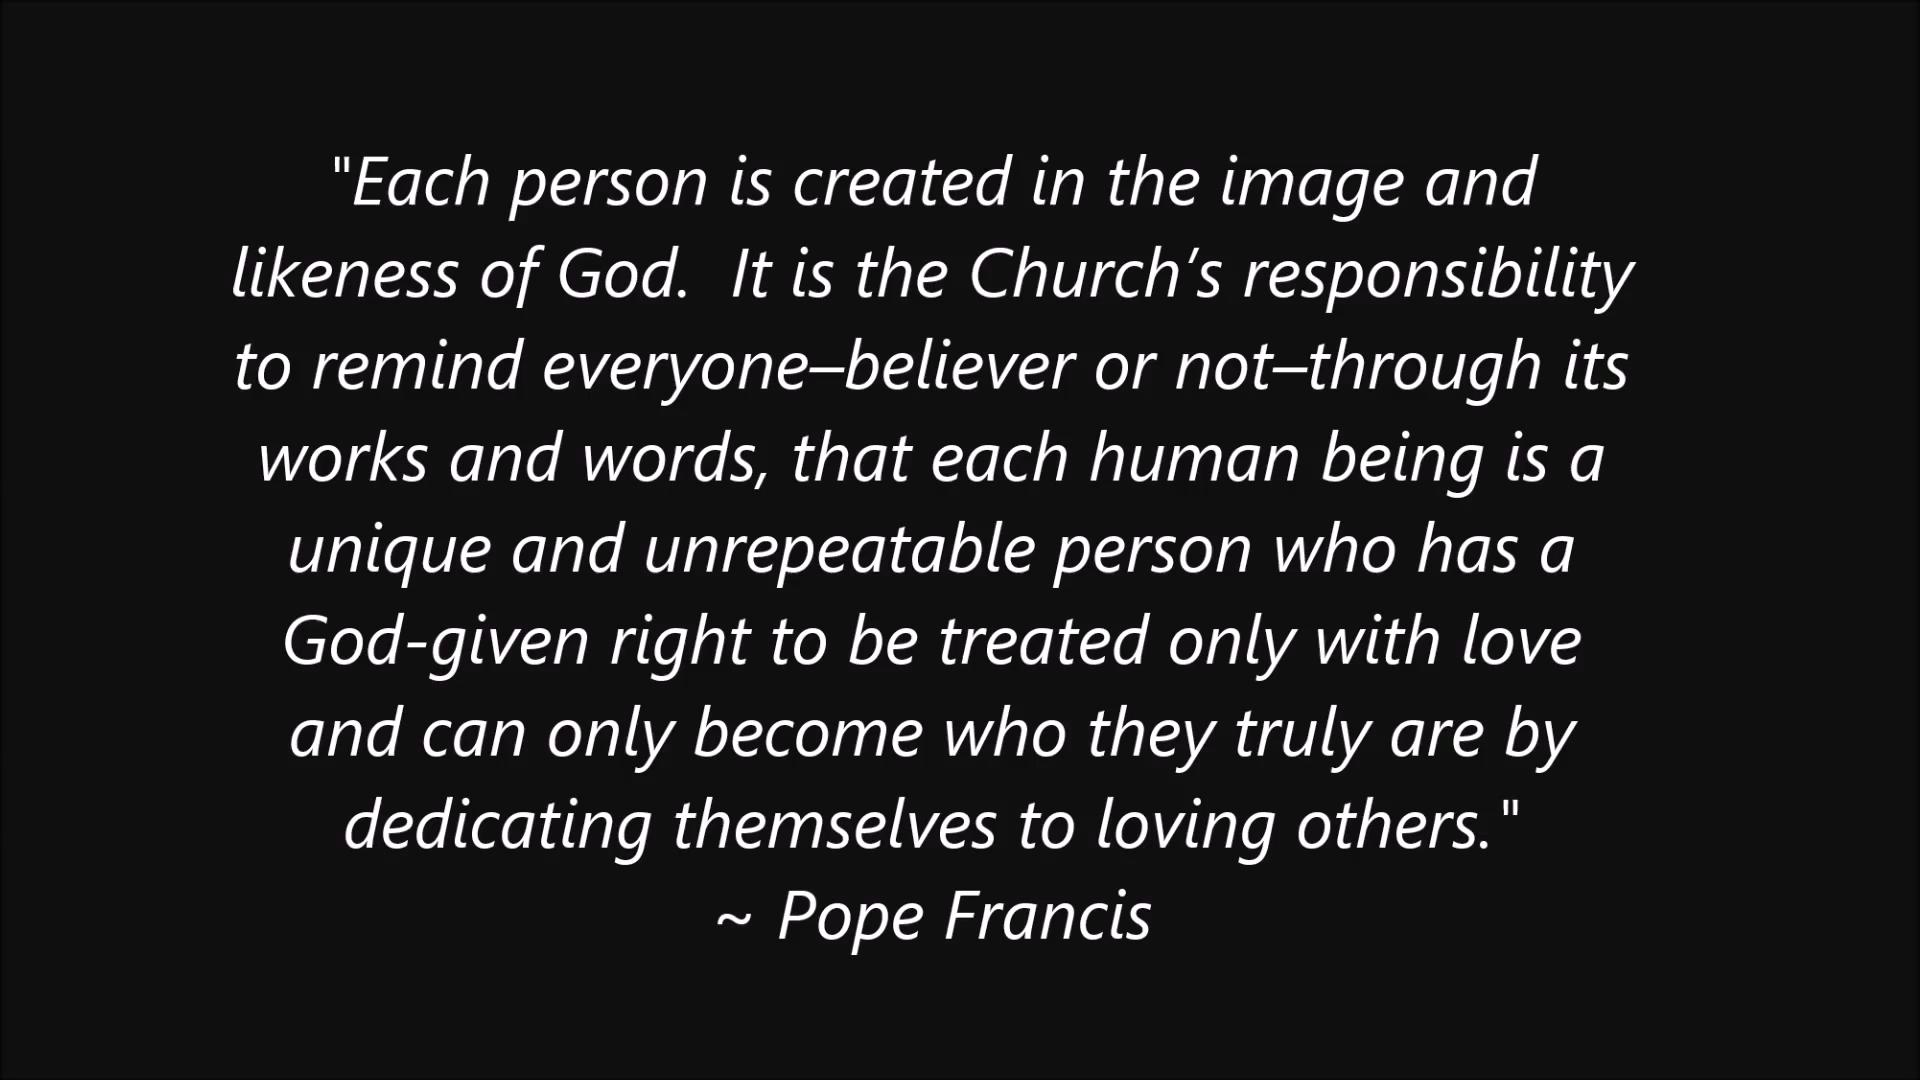 "Each person is created in the image and
likeness of God.  It is the Church’s responsibility
to remind everyone–believer or not–through its
works and words, that each human being is a
unique and unrepeatable person who has a
God-given right to be treated only with love
and can only become who they truly are by
dedicating themselves to loving others."
~ Pope Francis